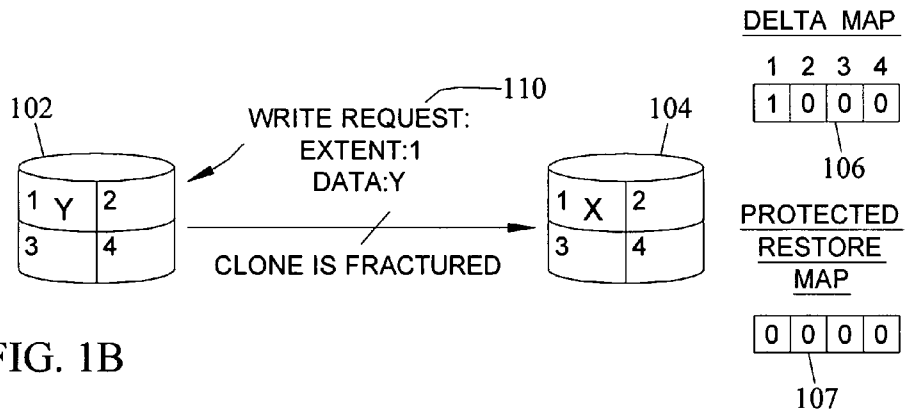 DELTA MAP
1 2 3 4
1 0 0 0
106
102
110
WRITE REQUEST:
EXTENT:1
DATA:Y
104
1 Y 2
3 4
1 X 2
3 4
CLONE IS FRACTURED
PROTECTED
RESTORE
MAP
0 0 0 0
107
FIG. 1B